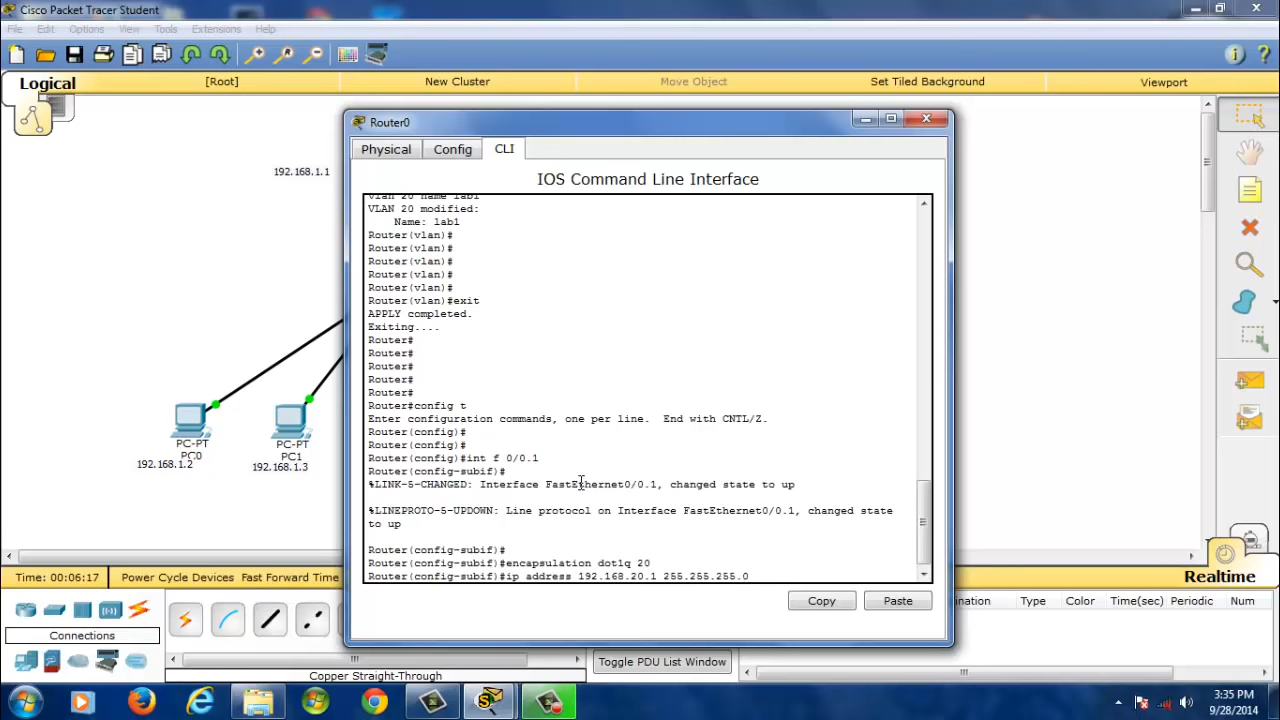 Cisco Packet Tracer Student
File Edit Options View Tools Extensions Help
Logical
[Root]
New Cluster
Move Object
Set Tiled Background
Viewport
192.168.1.1
PC-PT
PC0
192.168.1.2
PC-PT
PC1
192.168.1.3
Router0
Physical Config CLI
IOS Command Line Interface
vlan 20 name lab1
VLAN 20 modified:
Name: lab1
Router(vlan)#
Router(vlan)#
Router(vlan)#
Router(vlan)#
Router(vlan)#
Router(vlan)#exit
APPLY completed.
Exiting....
Router#
Router#
Router#
Router#
Router#
Router#config t
Enter configuration commands, one per line.  End with CNTL/Z.
Router(config)#
Router(config)#
Router(config)#int f 0/0.1
Router(config-subif)#
%LINK-5-CHANGED: Interface FastEthernet0/0.1, changed state to up
%LINEPROTO-5-UPDOWN: Line protocol on Interface FastEthernet0/0.1, changed state
to up
Router(config-subif)#
Router(config-subif)#encapsulation dot1q 20
Router(config-subif)#ip address 192.168.20.1 255.255.255.0
Copy Paste
Time: 00:06:17 Power Cycle Devices Fast Forward Time
Realtime
Connections
Copper Straight-Through
Toggle PDU List Window
ination Type Color Time(sec) Periodic Num
3:35 PM
9/28/2014